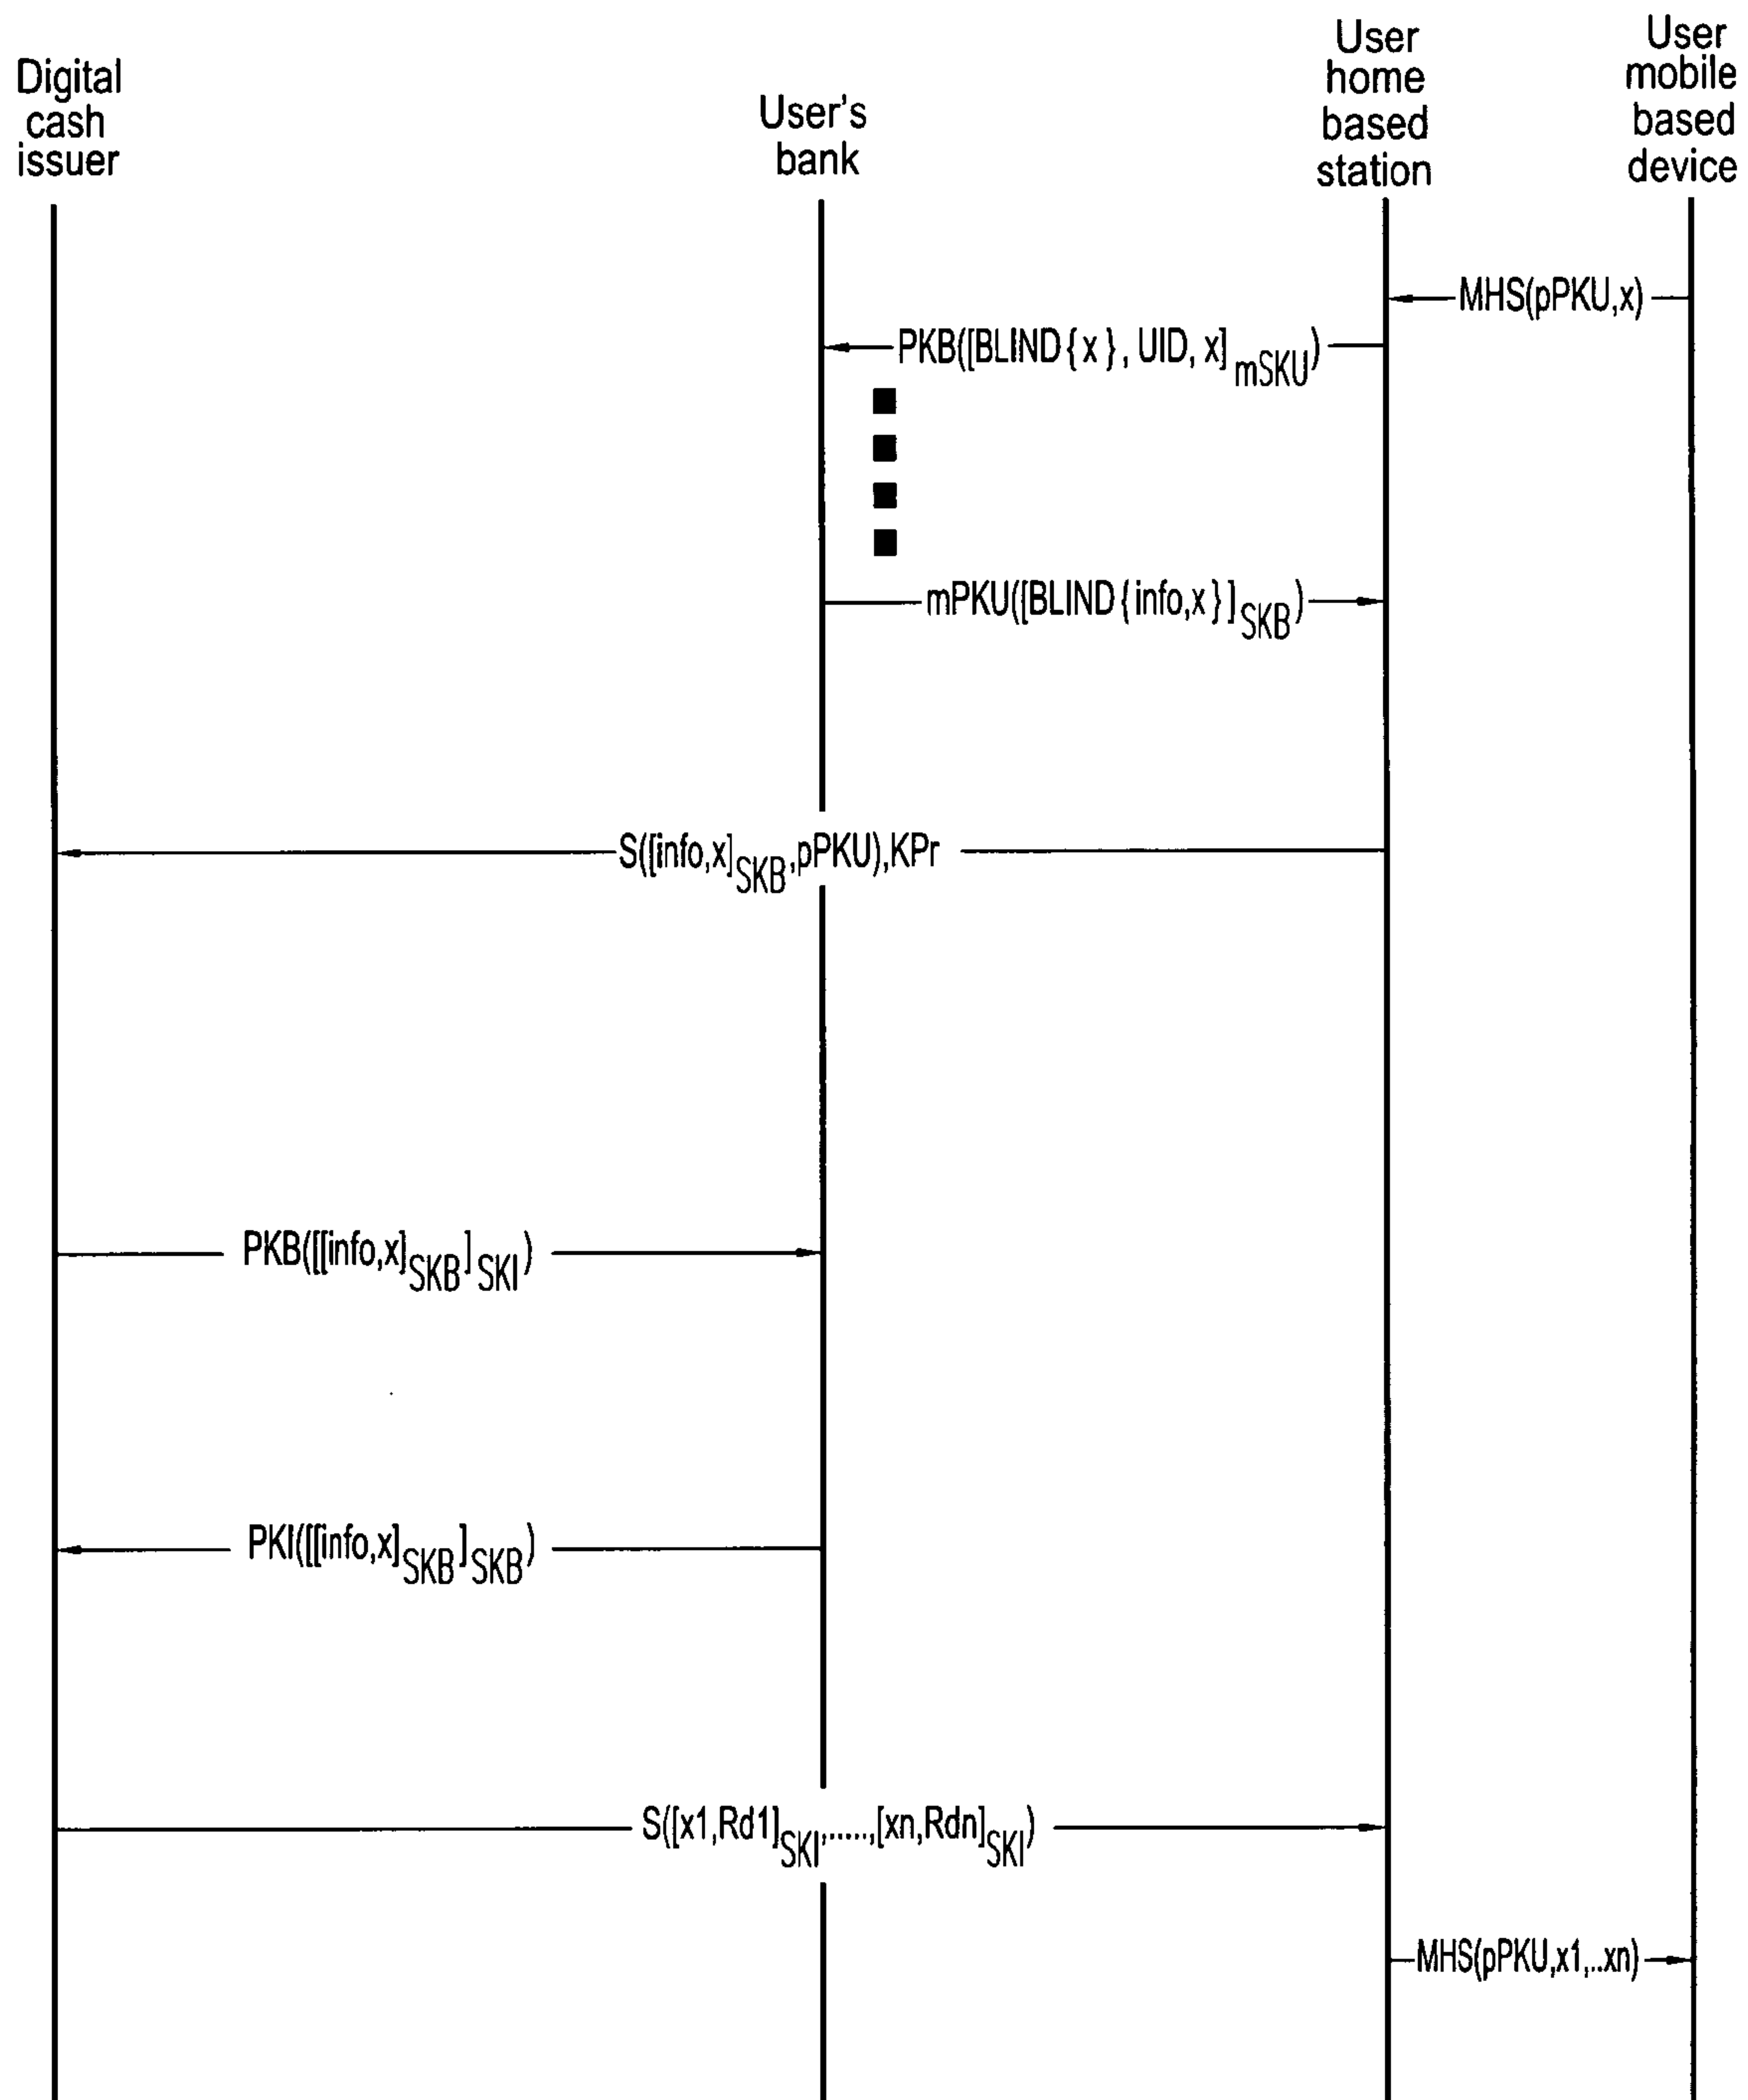 Digital
cash
issuer
User's
bank
User
home
based
station
User
mobile
based
device
MHS(pPKU,x)
PKB([BLIND{x}, UID, x]mSKU)
mPKU([BLIND{info,x}]SKB)
S([info,x]SKB,pPKU),KPr
PKB([[info,x]SKB]SKI)
PKI([[info,x]SKB]SKB)
S([x1,Rd1]SKI,.....,[xn,Rdn]SKI)
MHS(pPKU,x1,..xn)